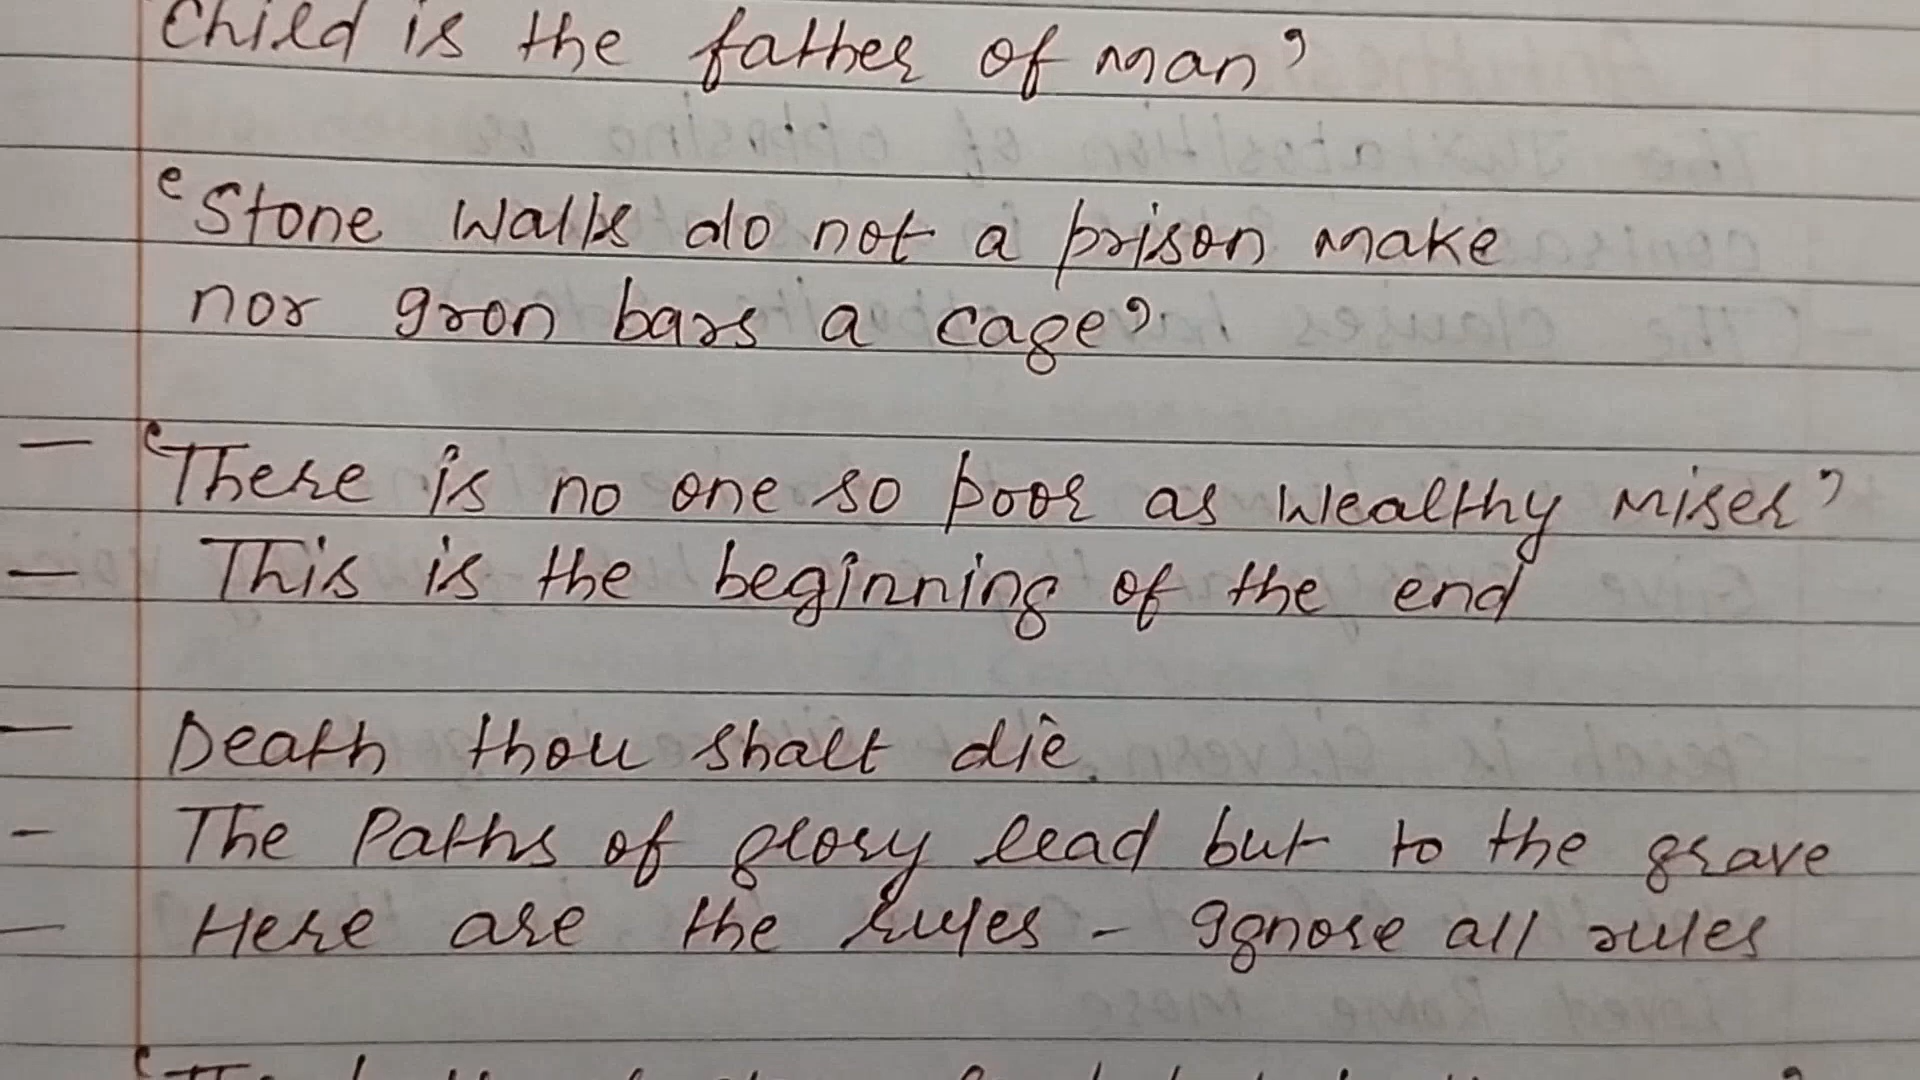 Child is the father of man'
'Stone walls do not a prison make
nor Iron bars a cage'
— 'There is no one so poor as wealthy miser'
— This is the beginning of the end
— Death thou shalt die.
— The Paths of glory lead but to the grave
— Here are the rules - Ignore all rules